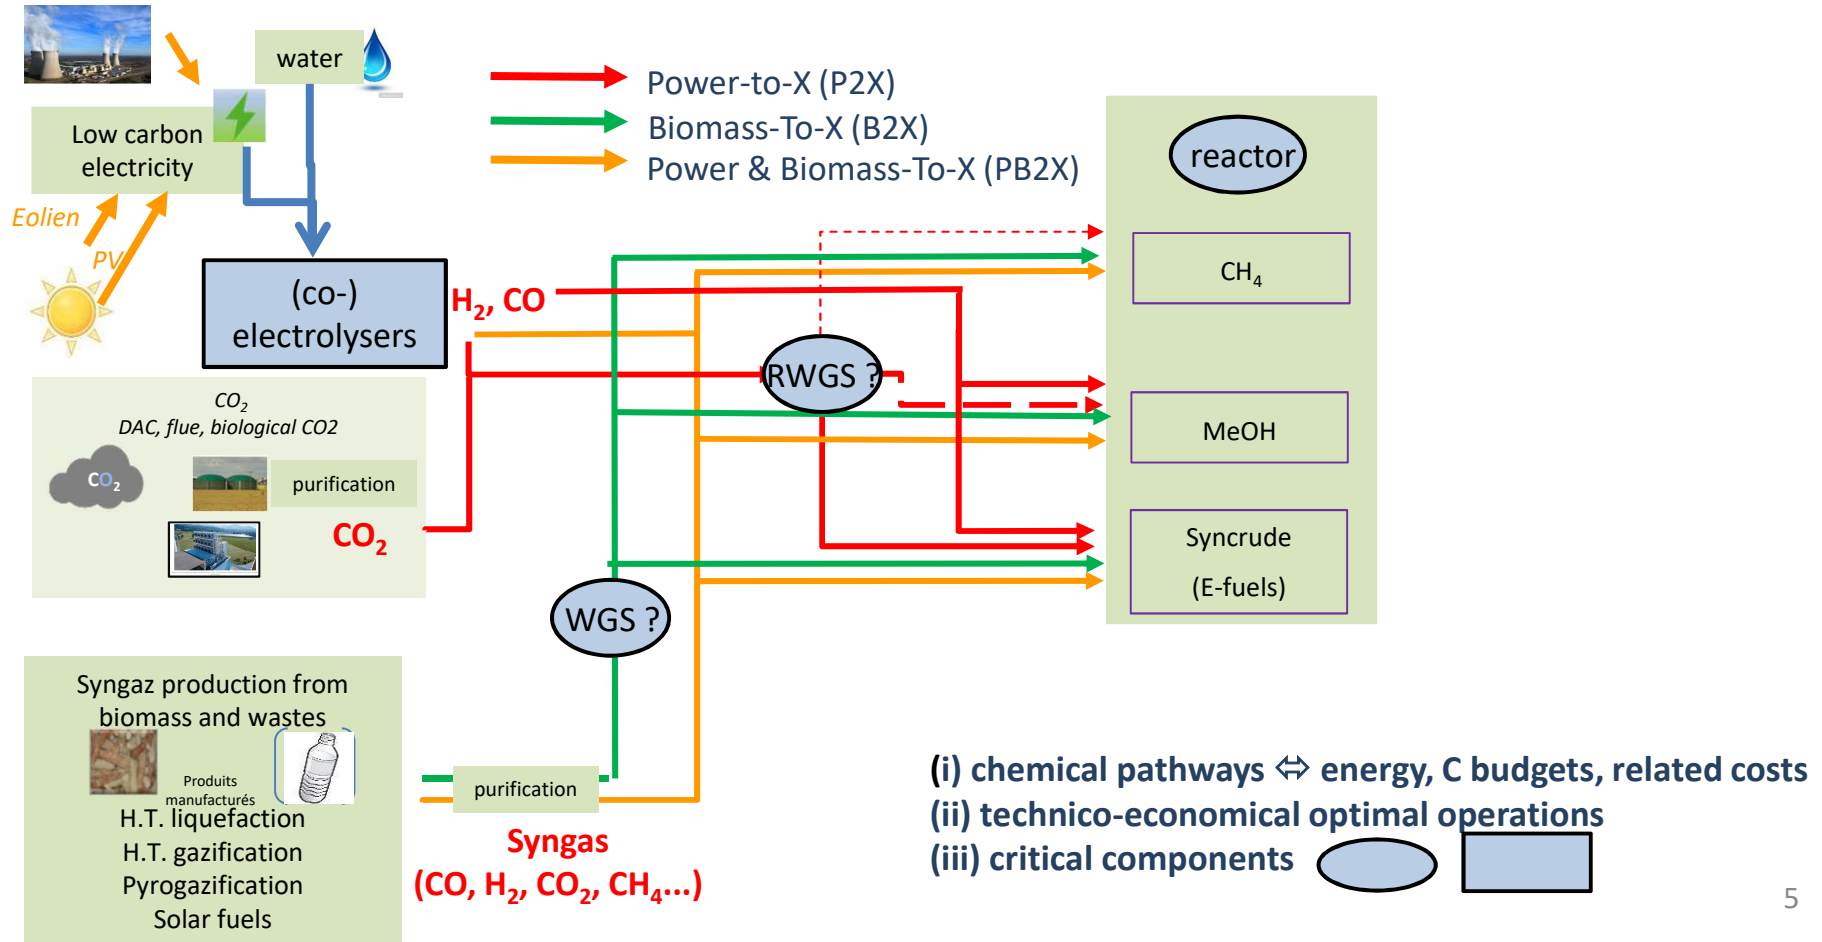 water
Low carbon
electricity
Eolien
PV
Power-to-X (P2X)
Biomass-To-X (B2X)
Power & Biomass-To-X (PB2X)
reactor
(co-)
electrolysers
H₂, CO
CH₄
RWGS ?
MeOH
Syncrude
(E-fuels)
CO₂
DAC, flue, biological CO2
CO₂
purification
CO₂
WGS ?
Syngaz production from
biomass and wastes
Produits
manufacturés
H.T. liquefaction
H.T. gazification
Pyrogazification
Solar fuels
purification
Syngas
(CO, H₂, CO₂, CH₄...)
(i) chemical pathways ⇔ energy, C budgets, related costs
(ii) technico-economical optimal operations
(iii) critical components
5